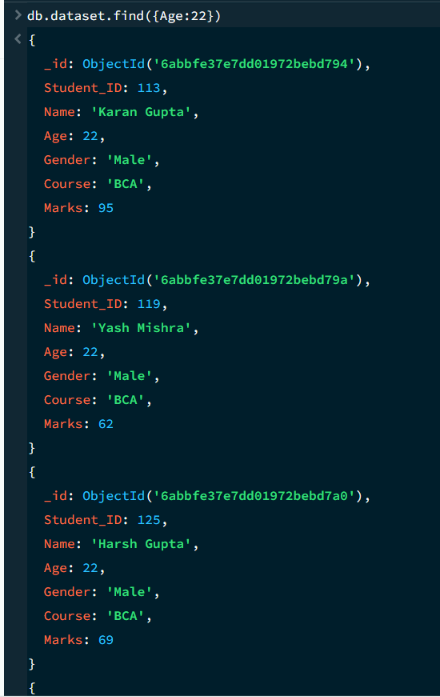 > db.dataset.find({Age:22})
< {
_id: ObjectId('6abbfe37e7dd01972bebd794'),
Student_ID: 113,
Name: 'Karan Gupta',
Age: 22,
Gender: 'Male',
Course: 'BCA',
Marks: 95
}
{
_id: ObjectId('6abbfe37e7dd01972bebd79a'),
Student_ID: 119,
Name: 'Yash Mishra',
Age: 22,
Gender: 'Male',
Course: 'BCA',
Marks: 62
}
{
_id: ObjectId('6abbfe37e7dd01972bebd7a0'),
Student_ID: 125,
Name: 'Harsh Gupta',
Age: 22,
Gender: 'Male',
Course: 'BCA',
Marks: 69
}
{